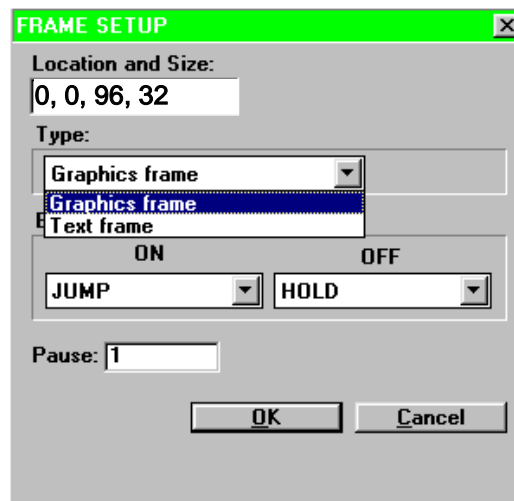 FRAME SETUP
Location and Size:
0, 0, 96, 32
Type:
Graphics frame
Graphics frame
Text frame
ON OFF
JUMP HOLD
Pause: 1
OK Cancel